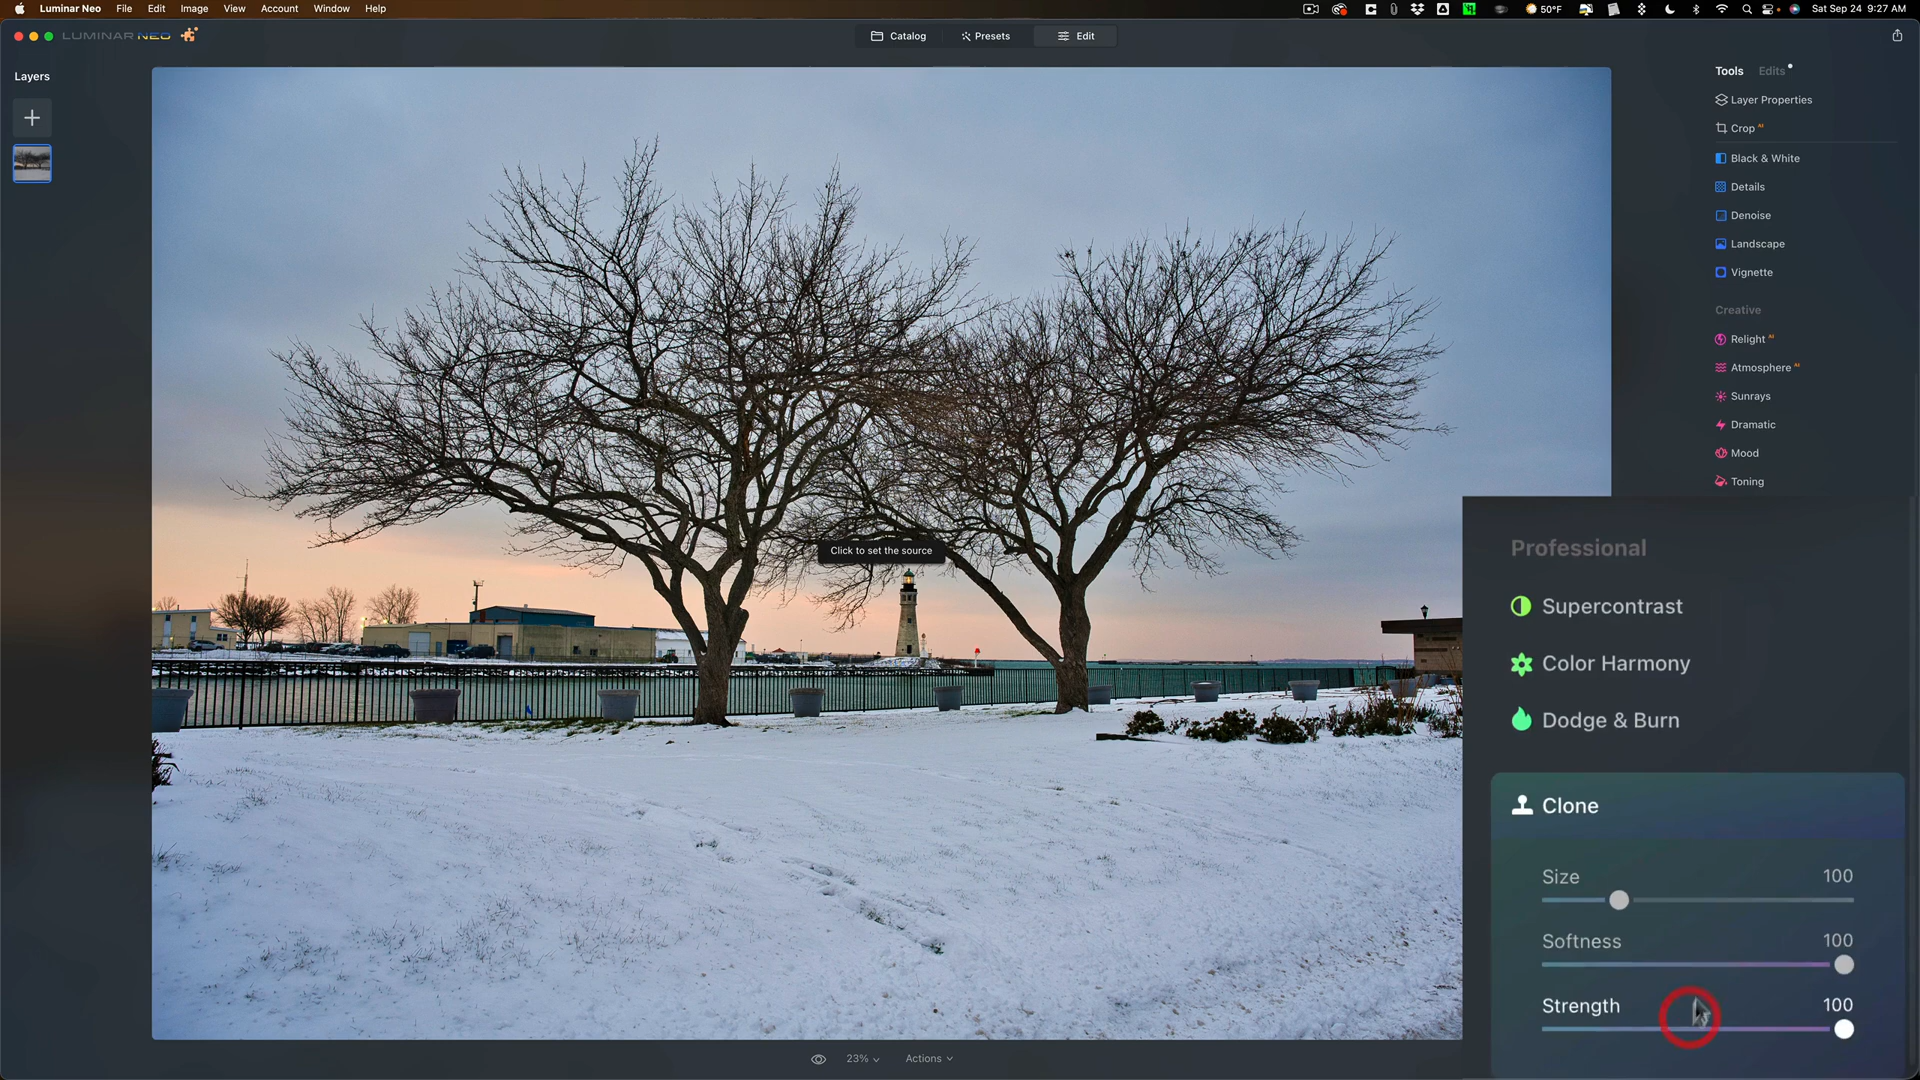 Luminar Neo File Edit Image View Account Window Help
50°F Sat Sep 24 9:27 AM
LUMINAR NEO
Catalog Presets Edit
Layers
Tools Edits
Layer Properties
Crop AI
Black & White
Details
Denoise
Landscape
Vignette
Creative
Relight AI
Atmosphere AI
Sunrays
Dramatic
Mood
Toning
Click to set the source
Professional
Supercontrast
Color Harmony
Dodge & Burn
Clone
Size 100
Softness 100
Strength 100
23% Actions